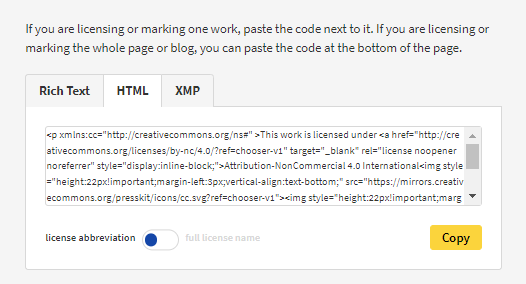 If you are licensing or marking one work, paste the code next to it. If you are licensing or
marking the whole page or blog, you can paste the code at the bottom of the page.
Rich Text HTML XMP
<p xmlns:cc="http://creativecommons.org/ns#" >This work is licensed under <a href="http://cre
ativecommons.org/licenses/by-nc/4.0/?ref=chooser-v1" target="_blank" rel="license noopener
noreferrer" style="display:inline-block;">Attribution-NonCommercial 4.0 International<img style
="height:22px!important;margin-left:3px;vertical-align:text-bottom;" src="https://mirrors.creativ
ecommons.org/presskit/icons/cc.svg?ref=chooser-v1"><img style="height:22px!important;marg
license abbreviation full license name Copy